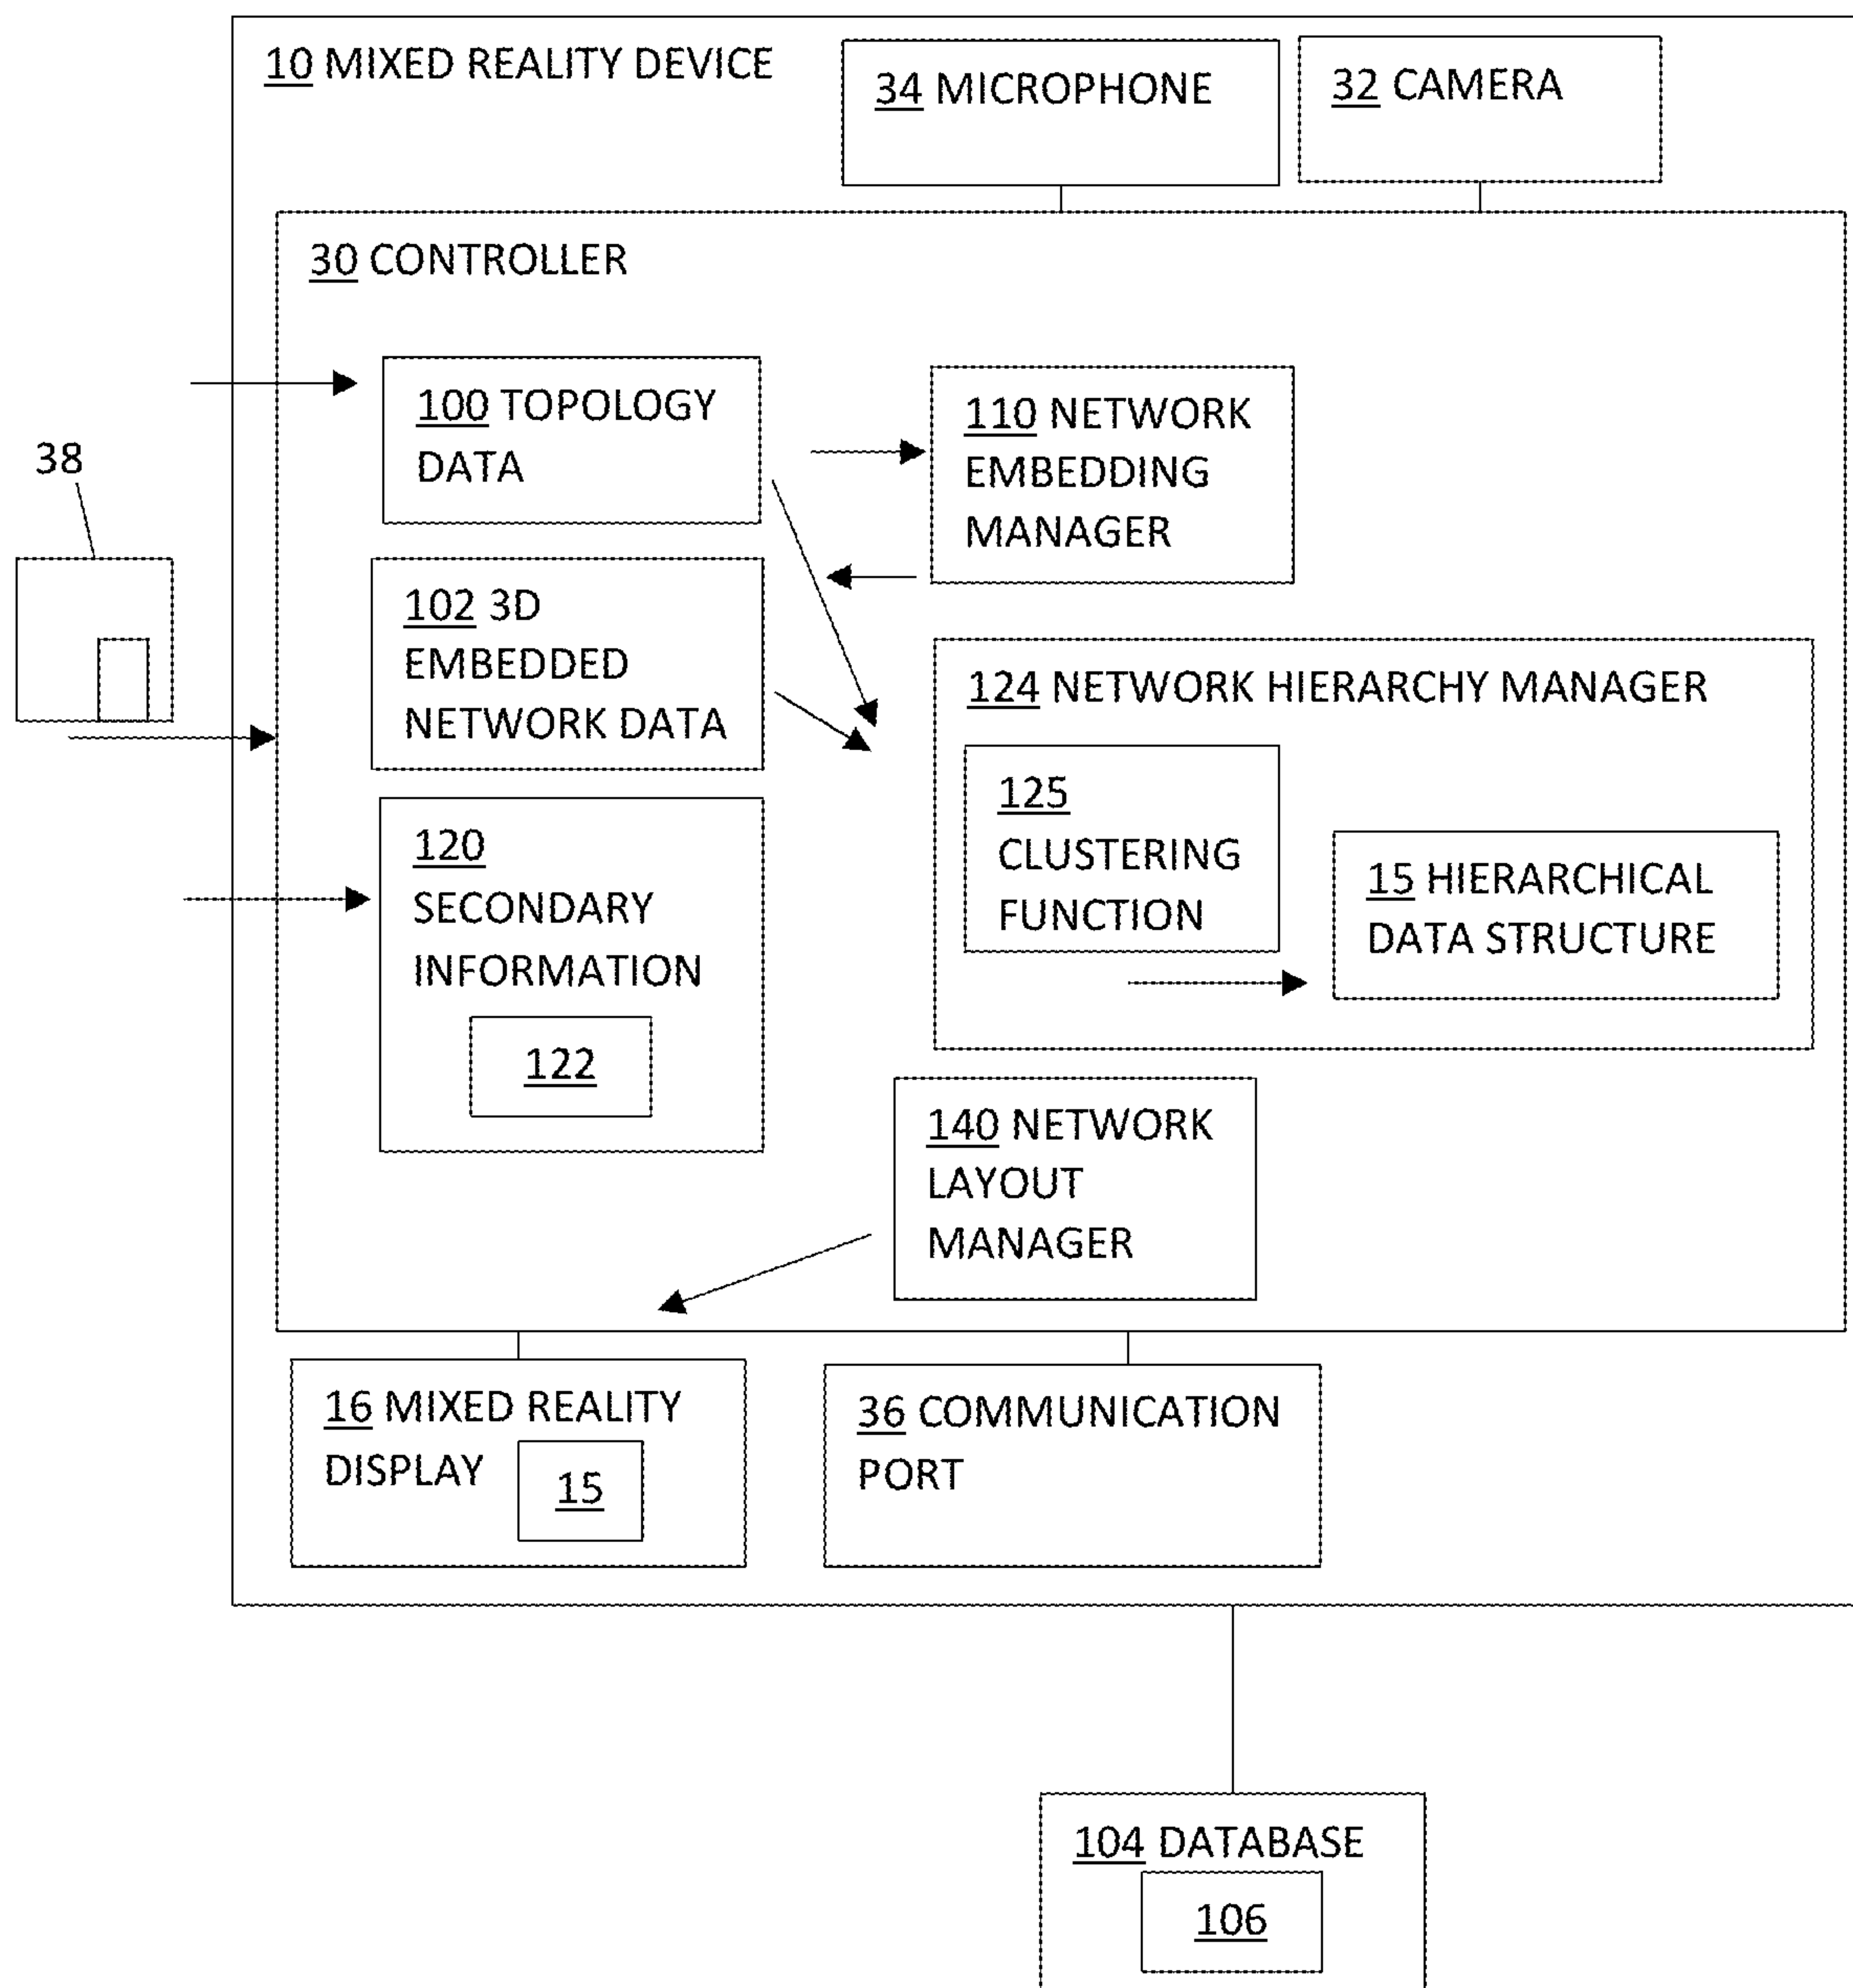 10 MIXED REALITY DEVICE
34 MICROPHONE
32 CAMERA
30 CONTROLLER
100 TOPOLOGY
DATA
110 NETWORK
EMBEDDING
MANAGER
38
102 3D
EMBEDDED
NETWORK DATA
124 NETWORK HIERARCHY MANAGER
125
CLUSTERING
FUNCTION
15 HIERARCHICAL
DATA STRUCTURE
120
SECONDARY
INFORMATION
122
140 NETWORK
LAYOUT
MANAGER
16 MIXED REALITY
DISPLAY
15
36 COMMUNICATION
PORT
104 DATABASE
106